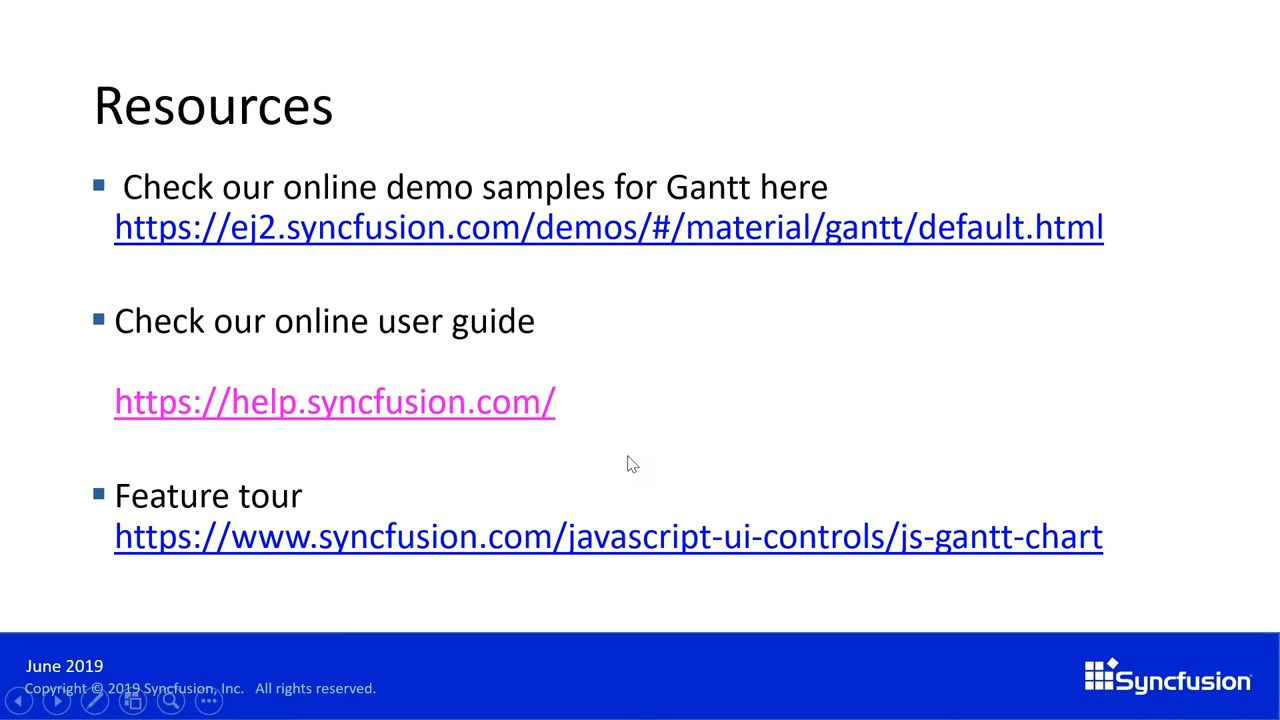 Resources
Check our online demo samples for Gantt here
https://ej2.syncfusion.com/demos/#/material/gantt/default.html
Check our online user guide
https://help.syncfusion.com/
Feature tour
https://www.syncfusion.com/javascript-ui-controls/js-gantt-chart
June 2019
Copyright © 2019 Syncfusion, Inc.   All rights reserved.
Syncfusion